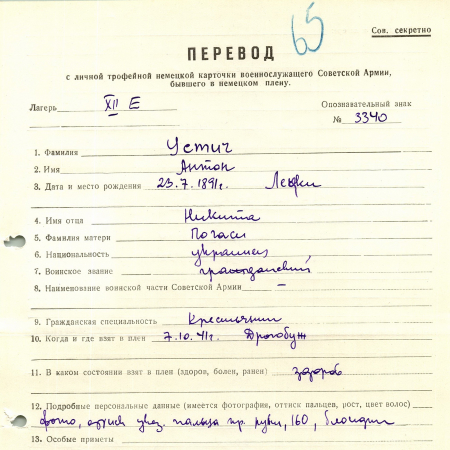 65
Сов. секретно
ПЕРЕВОД
с личной трофейной немецкой карточки военнослужащего Советской Армии,
бывшего в немецком плену.
Лагерь XII E
Опознавательный знак
№ 3340
1. Фамилия Устич
2. Имя Антон
3. Дата и место рождения 23.7.1891г.
4. Имя отца Никита
5. Фамилия матери Погаси
6. Национальность украинец
7. Воинское звание гражданский
8. Наименование воинской части Советской Армии –
9. Гражданская специальность Крестьянин
10. Когда и где взят в плен 7.10.41г. Дрогобуж
11. В каком состоянии взят в плен (здоров, болен, ранен) здоров
12. Подробные персональные данные (имеется фотография, оттиск пальцев, рост, цвет волос)
фото, оттиск указ. пальца пр. руки, 160, блондин
13. Особые приметы